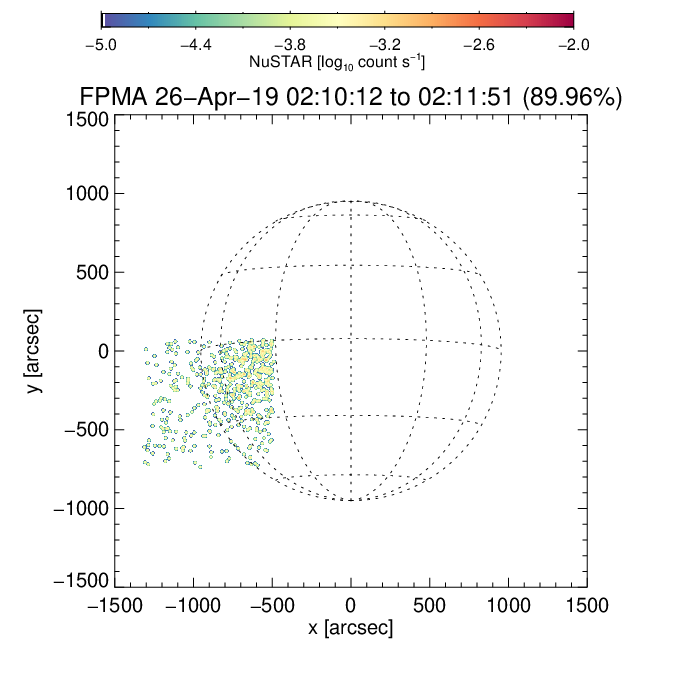 −5.0 −4.4 −3.8 −3.2 −2.6 −2.0
NuSTAR [log₁₀ count s⁻¹]
FPMA 26−Apr−19 02:10:12 to 02:11:51 (89.96%)
1500
1000
500
0
−500
−1000
−1500
y [arcsec]
−1500 −1000 −500 0 500 1000 1500
x [arcsec]